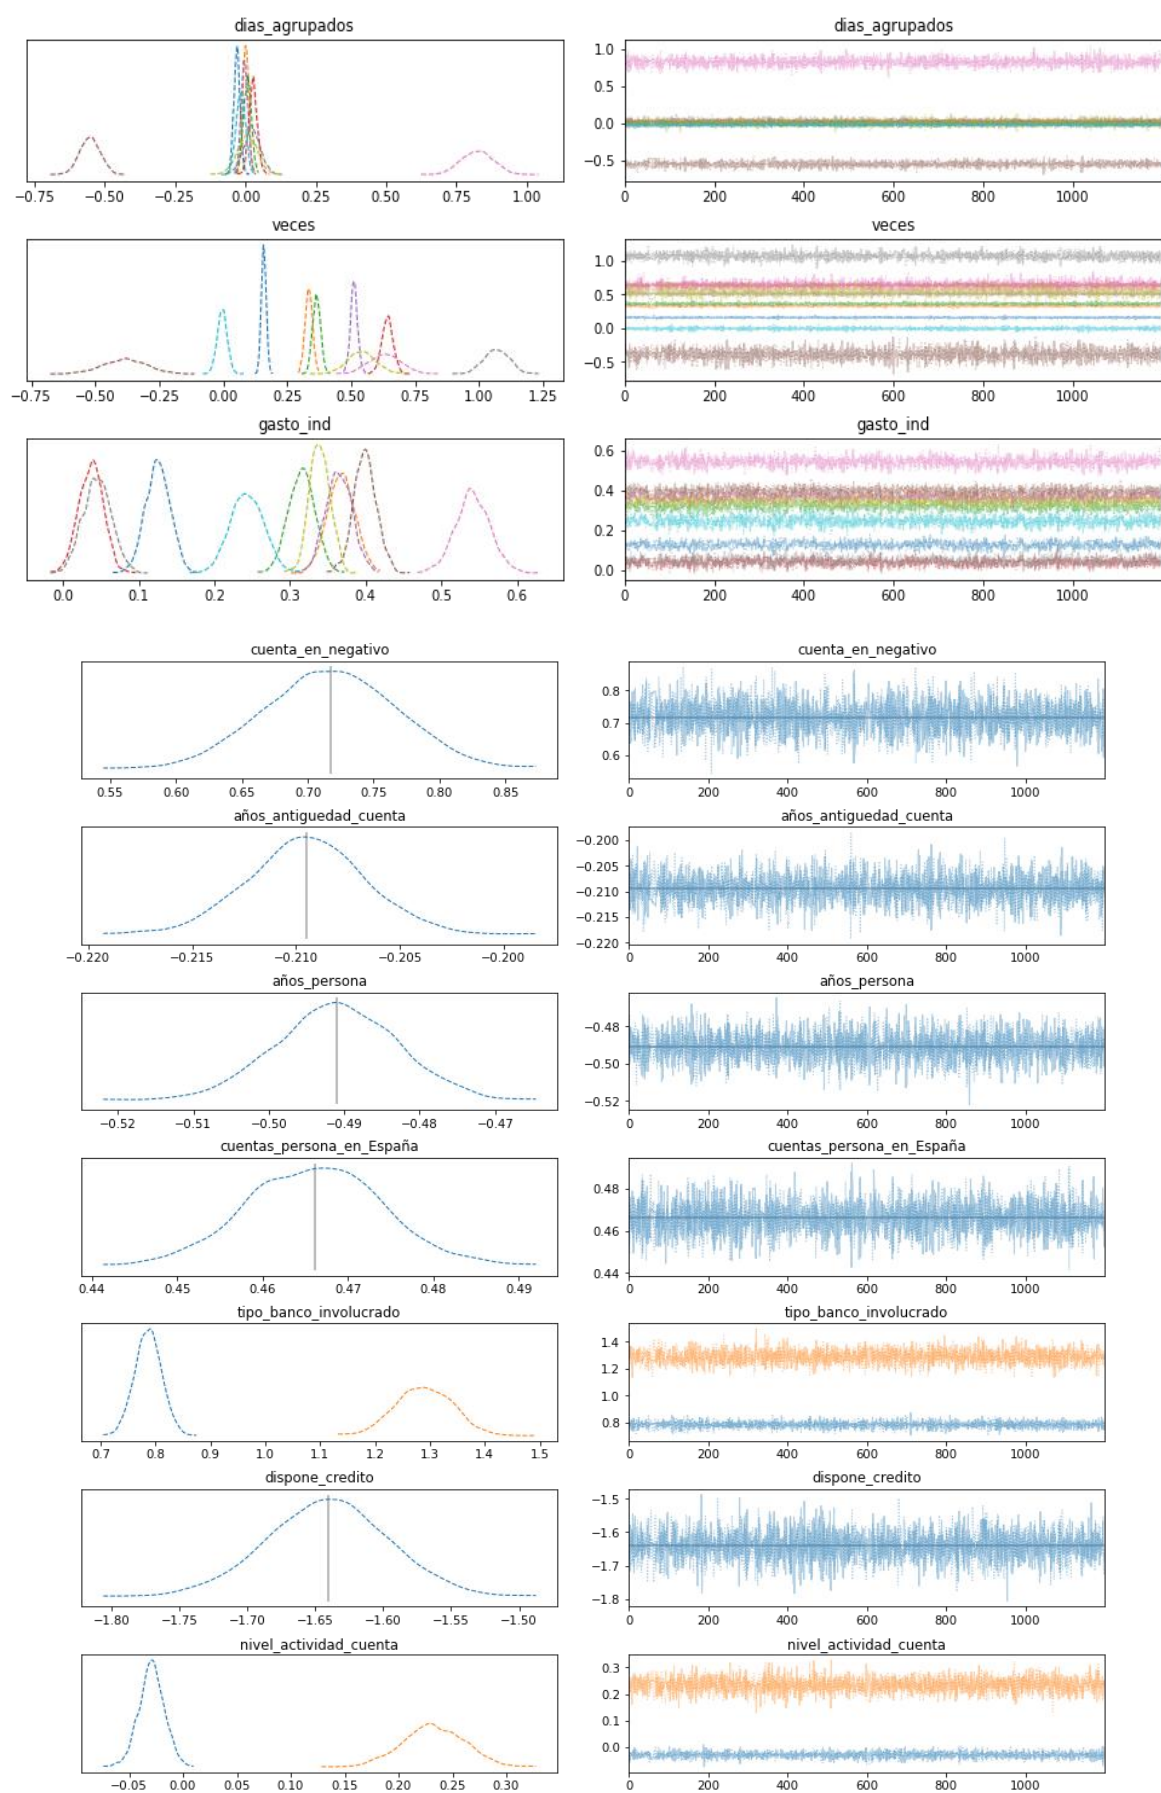 dias_agrupados dias_agrupados
1.0
0.5
0.0
−0.5
−0.75 −0.50 −0.25 0.00 0.25 0.50 0.75 1.00 0 200 400 600 800 1000
veces veces
1.0
0.5
0.0
−0.5
−0.75 −0.50 −0.25 0.00 0.25 0.50 0.75 1.00 1.25 0 200 400 600 800 1000
gasto_ind gasto_ind
0.6
0.4
0.2
0.0
0.0 0.1 0.2 0.3 0.4 0.5 0.6 0 200 400 600 800 1000
cuenta_en_negativo cuenta_en_negativo
0.8
0.7
0.6
0.55 0.60 0.65 0.70 0.75 0.80 0.85 0 200 400 600 800 1000
años_antiguedad_cuenta años_antiguedad_cuenta
−0.200
−0.205
−0.210
−0.215
−0.220
−0.220 −0.215 −0.210 −0.205 −0.200 0 200 400 600 800 1000
años_persona años_persona
−0.48
−0.50
−0.52
−0.52 −0.51 −0.50 −0.49 −0.48 −0.47 0 200 400 600 800 1000
cuentas_persona_en_España cuentas_persona_en_España
0.48
0.46
0.44
0.44 0.45 0.46 0.47 0.48 0.49 0 200 400 600 800 1000
tipo_banco_involucrado tipo_banco_involucrado
1.4
1.2
1.0
0.8
0.7 0.8 0.9 1.0 1.1 1.2 1.3 1.4 1.5 0 200 400 600 800 1000
dispone_credito dispone_credito
−1.5
−1.6
−1.7
−1.8
−1.80 −1.75 −1.70 −1.65 −1.60 −1.55 −1.50 0 200 400 600 800 1000
nivel_actividad_cuenta nivel_actividad_cuenta
0.3
0.2
0.1
0.0
−0.05 0.00 0.05 0.10 0.15 0.20 0.25 0.30 0 200 400 600 800 1000